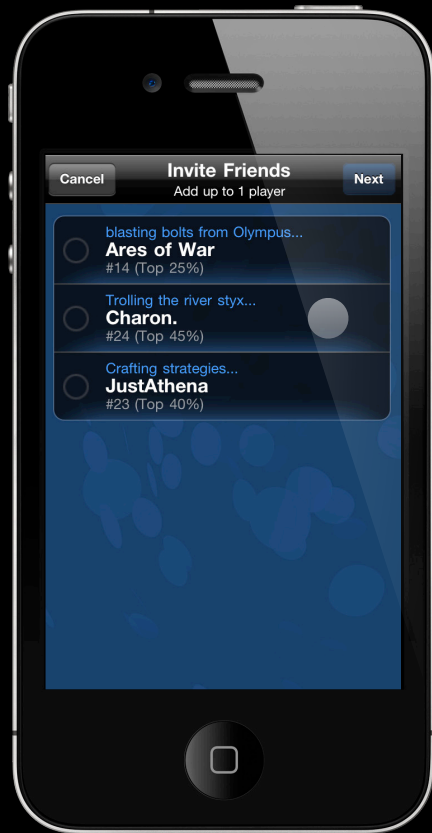 Cancel
Invite Friends
Add up to 1 player
Next
blasting bolts from Olympus...
Ares of War
#14 (Top 25%)
Trolling the river styx...
Charon.
#24 (Top 45%)
Crafting strategies...
JustAthena
#23 (Top 40%)